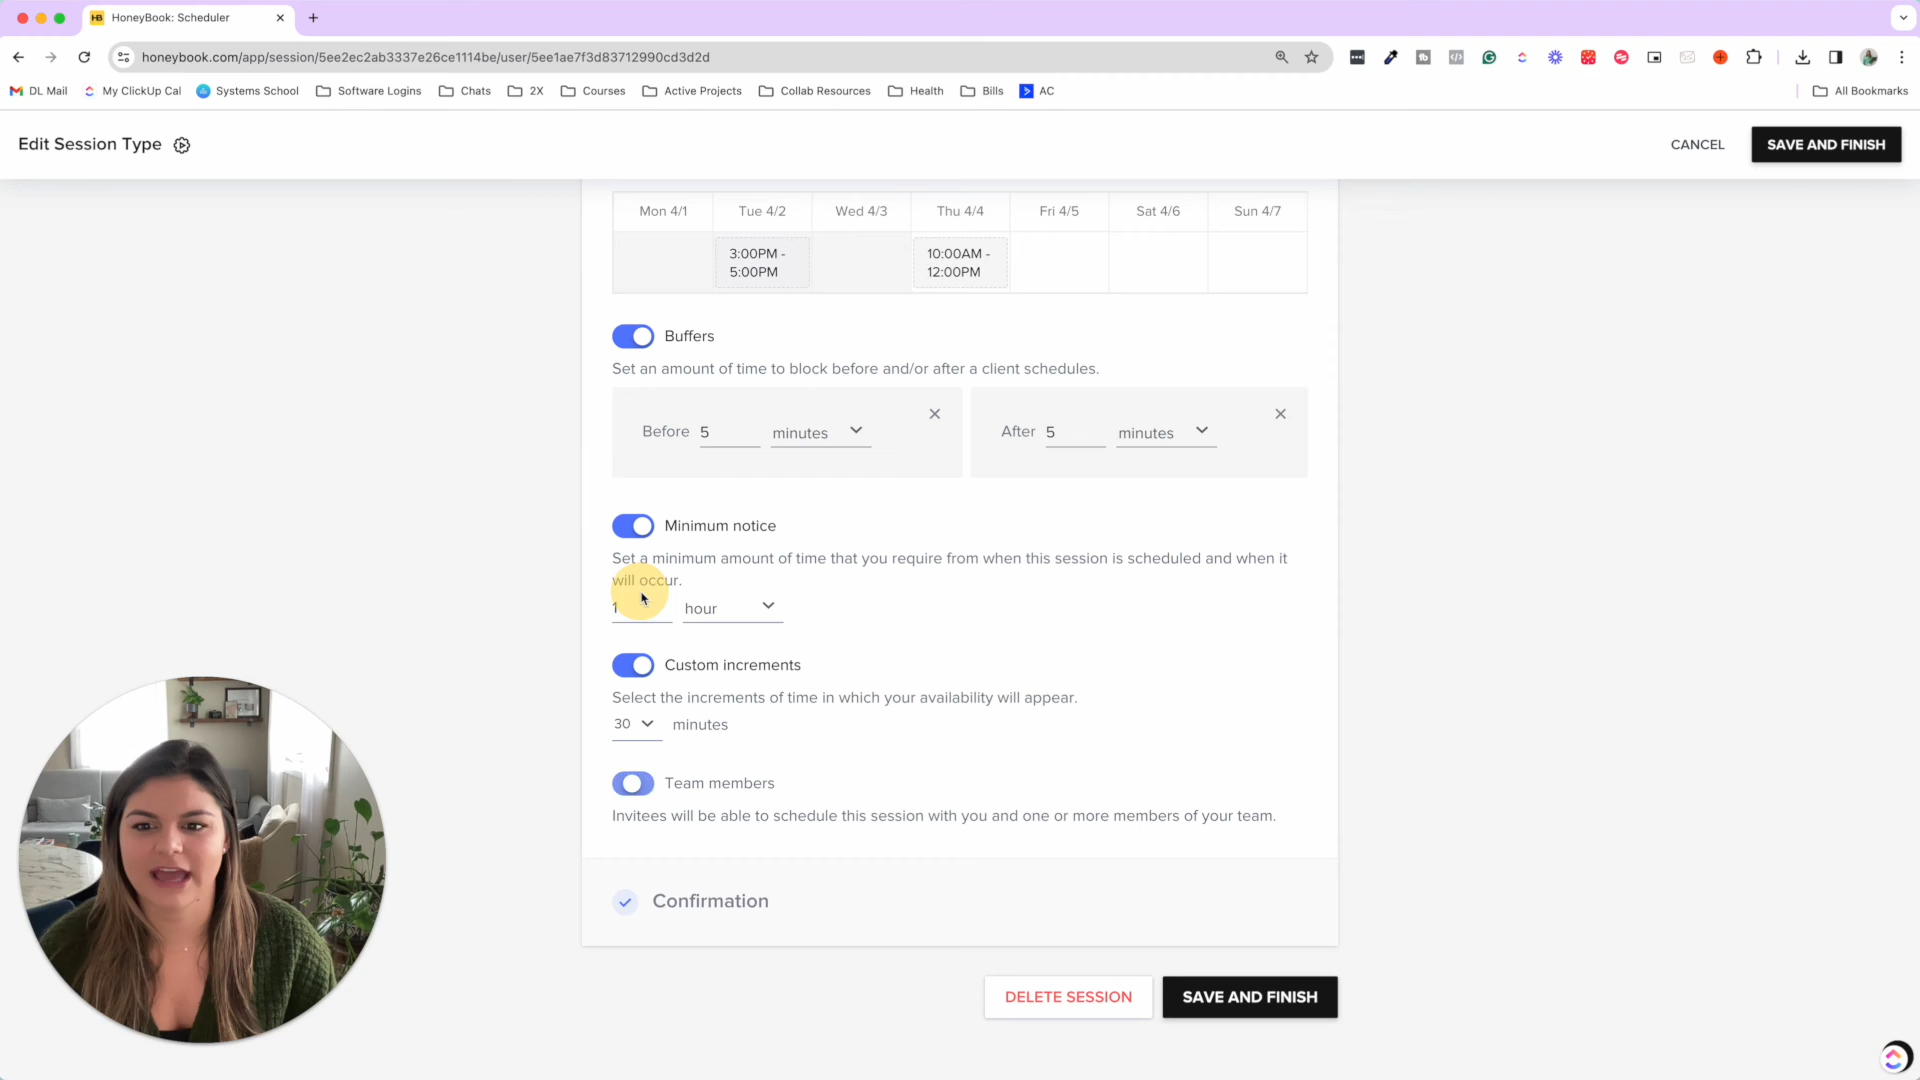 HB HoneyBook: Scheduler
honeybook.com/app/session/5ee2ec2ab3337e26ce1114be/user/5ee1ae7f3d83712990cd3d2d
DL Mail My ClickUp Cal Systems School Software Logins Chats 2X Courses Active Projects Collab Resources Health Bills AC All Bookmarks
Edit Session Type CANCEL SAVE AND FINISH
Mon 4/1 Tue 4/2 Wed 4/3 Thu 4/4 Fri 4/5 Sat 4/6 Sun 4/7
3:00PM - 10:00AM -
5:00PM 12:00PM
Buffers
Set an amount of time to block before and/or after a client schedules.
Before 5 minutes After 5 minutes
Minimum notice
Set a minimum amount of time that you require from when this session is scheduled and when it
will occur.
1 hour
Custom increments
Select the increments of time in which your availability will appear.
30 minutes
Team members
Invitees will be able to schedule this session with you and one or more members of your team.
Confirmation
DELETE SESSION SAVE AND FINISH